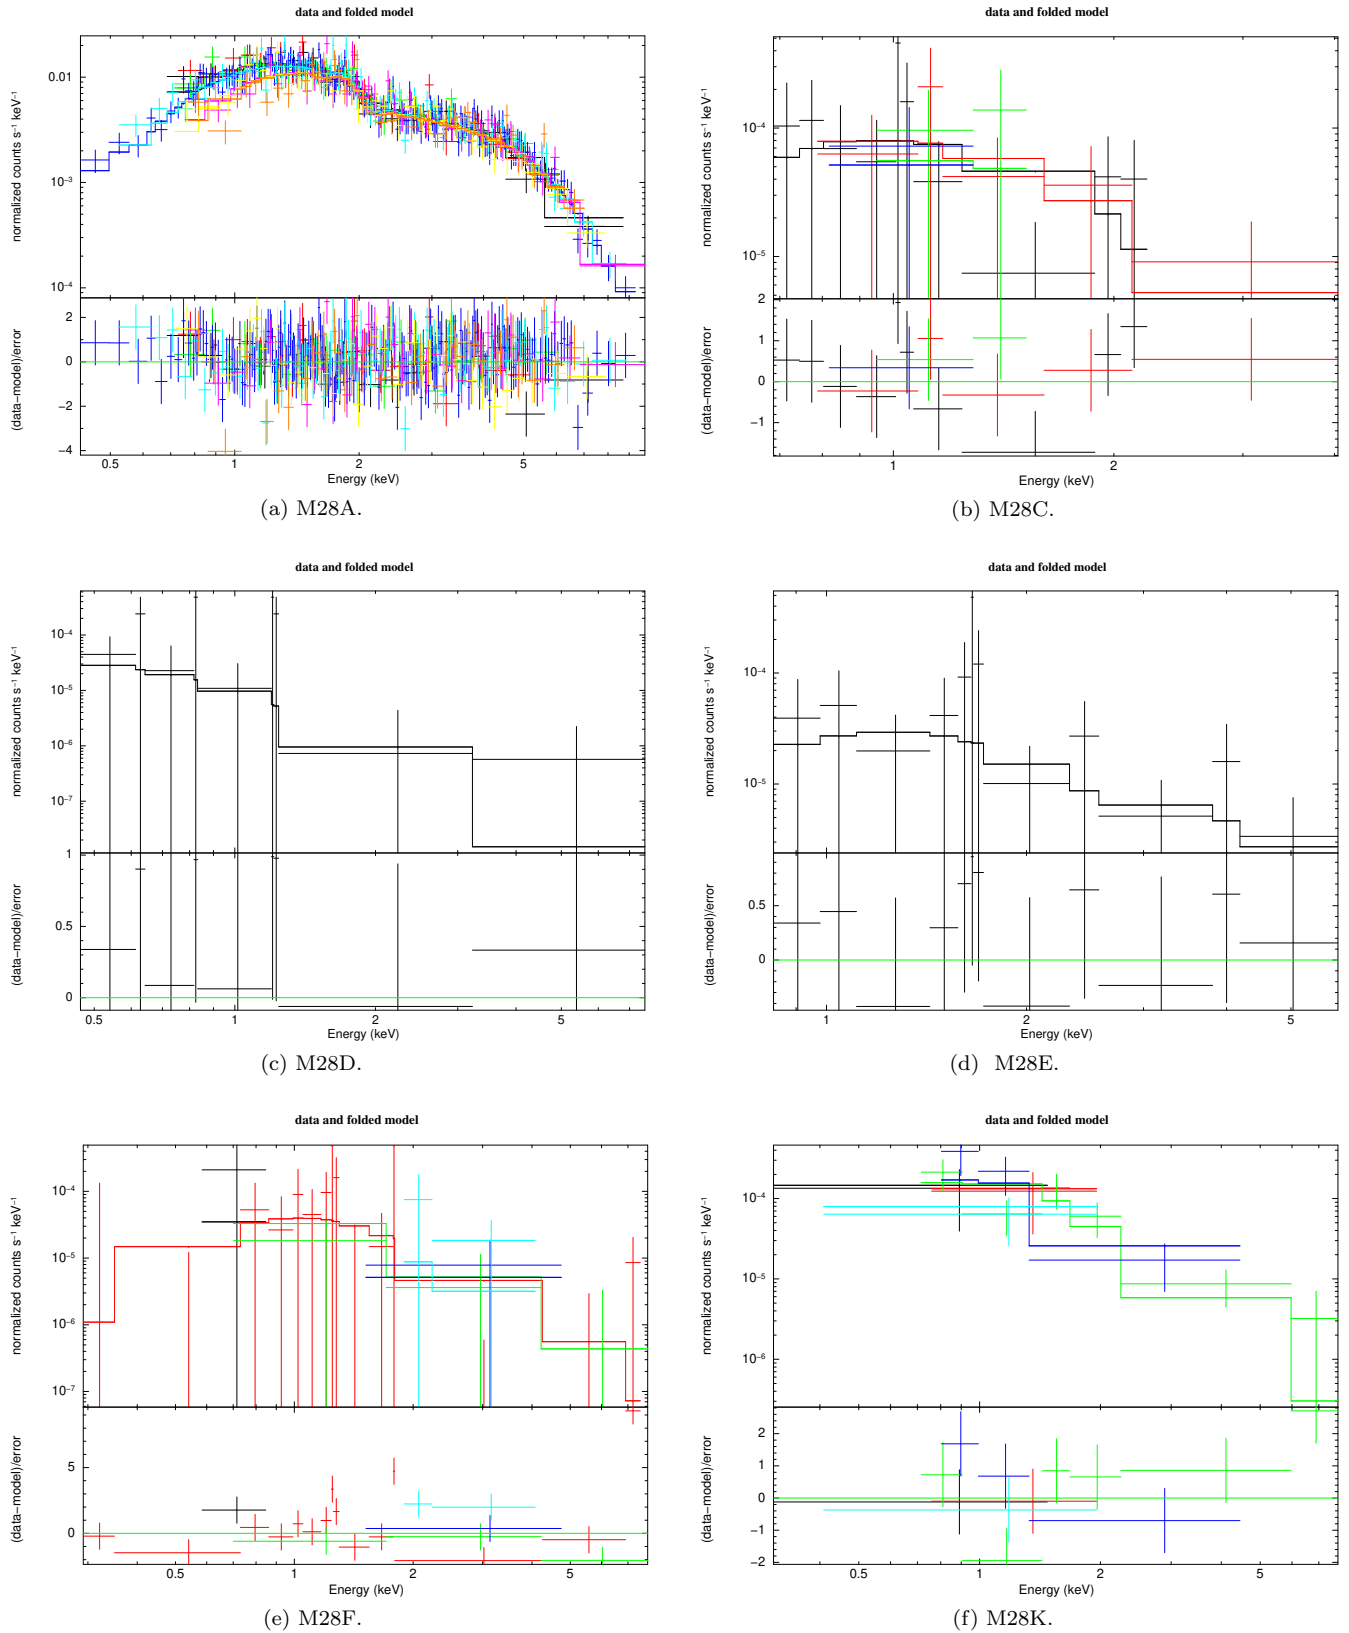 data and folded model
normalized counts s⁻¹ keV⁻¹
0.01
10⁻³
10⁻⁴
(data−model)/error
2
0
−2
−4
0.5 1 2 5
Energy (keV)
(a) M28A.
data and folded model
normalized counts s⁻¹ keV⁻¹
10⁻⁴
10⁻⁵
(data−model)/error
2
1
0
−1
1 2
Energy (keV)
(b) M28C.
data and folded model
normalized counts s⁻¹ keV⁻¹
10⁻⁴
10⁻⁵
10⁻⁶
10⁻⁷
(data−model)/error
1
0.5
0
0.5 1 2 5
Energy (keV)
(c) M28D.
data and folded model
normalized counts s⁻¹ keV⁻¹
10⁻⁴
10⁻⁵
(data−model)/error
0.5
0
1 2 5
Energy (keV)
(d) M28E.
data and folded model
normalized counts s⁻¹ keV⁻¹
10⁻⁴
10⁻⁵
10⁻⁶
10⁻⁷
(data−model)/error
5
0
0.5 1 2 5
Energy (keV)
(e) M28F.
data and folded model
normalized counts s⁻¹ keV⁻¹
10⁻⁴
10⁻⁵
10⁻⁶
(data−model)/error
2
1
0
−1
−2
0.5 1 2 5
Energy (keV)
(f) M28K.